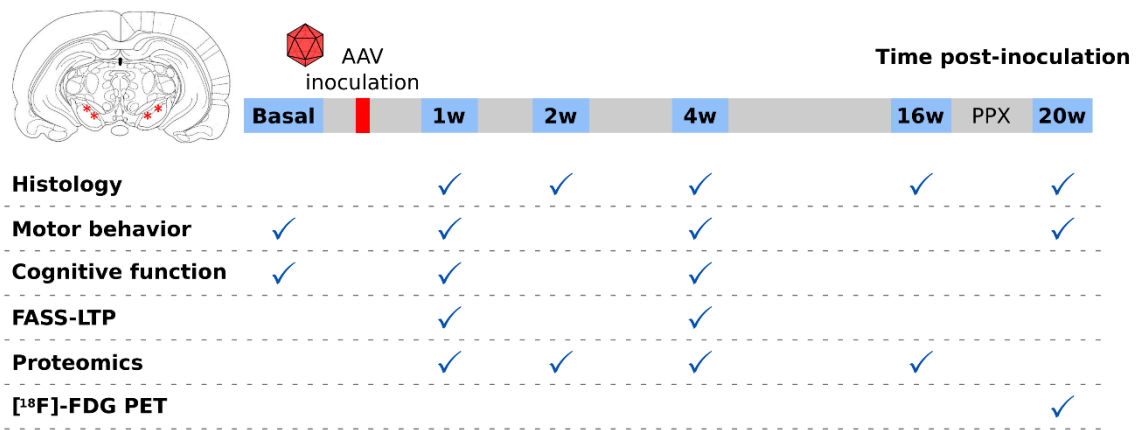 AAV
inoculation
Time post-inoculation
Basal 1w 2w 4w 16w PPX 20w
Histology ✓ ✓ ✓ ✓ ✓
Motor behavior ✓ ✓ ✓ ✓
Cognitive function ✓ ✓ ✓
FASS-LTP ✓ ✓
Proteomics ✓ ✓ ✓ ✓
[¹⁸F]-FDG PET ✓